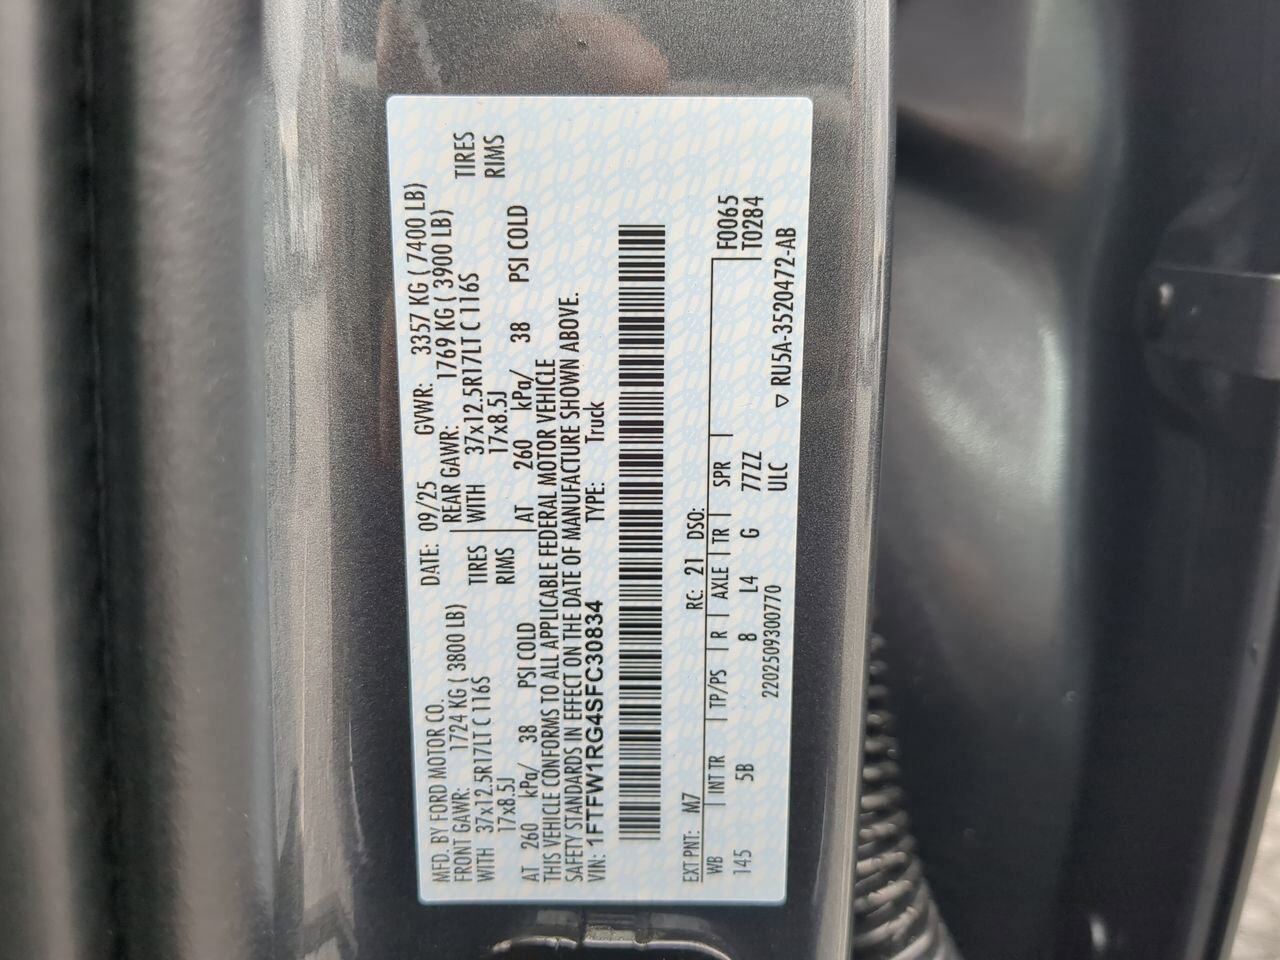 MFD. BY FORD MOTOR CO. DATE: 09/25 GVWR: 3357 KG ( 7400 LB)
FRONT GAWR: 1724 KG ( 3800 LB) REAR GAWR: 1769 KG ( 3900 LB)
WITH 37x12.5R17LT C 116S TIRES WITH 37x12.5R17LT C 116S TIRES
17x8.5J RIMS 17x8.5J RIMS
AT 260 kPa/ 38 PSI COLD AT 260 kPa/ 38 PSI COLD
THIS VEHICLE CONFORMS TO ALL APPLICABLE FEDERAL MOTOR VEHICLE
SAFETY STANDARDS IN EFFECT ON THE DATE OF MANUFACTURE SHOWN ABOVE.
VIN: 1FTFW1RG4SFC30834 TYPE: Truck
EXT PNT: M7 RC: 21 DSO: F0065
WB INT TR TP/PS R AXLE TR SPR T0284
145 5B 8 L4 G 77ZZ
2202509300770 ULC ▽ RU5A-3520472-AB